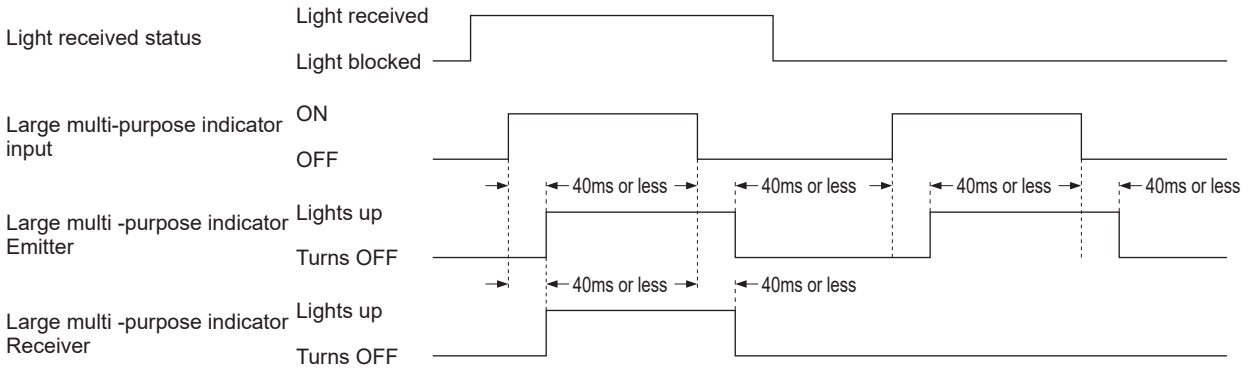 Light received status
Light received
Light blocked
Large multi-purpose indicator
input
ON
OFF
40ms or less
40ms or less
40ms or less
40ms or less
Large multi -purpose indicator
Emitter
Lights up
Turns OFF
40ms or less
40ms or less
Large multi -purpose indicator
Receiver
Lights up
Turns OFF